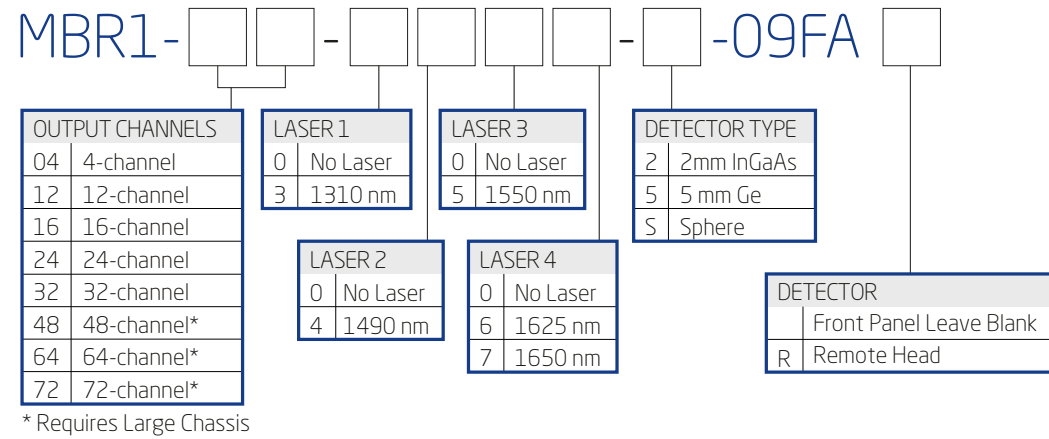 MBR1- - - -09FA
OUTPUT CHANNELS
04 4-channel
12 12-channel
16 16-channel
24 24-channel
32 32-channel
48 48-channel*
64 64-channel*
72 72-channel*
* Requires Large Chassis
LASER 1
0 No Laser
3 1310 nm
LASER 2
0 No Laser
4 1490 nm
LASER 3
0 No Laser
5 1550 nm
LASER 4
0 No Laser
6 1625 nm
7 1650 nm
DETECTOR TYPE
2 2mm InGaAs
5 5 mm Ge
S Sphere
DETECTOR
Front Panel Leave Blank
R Remote Head